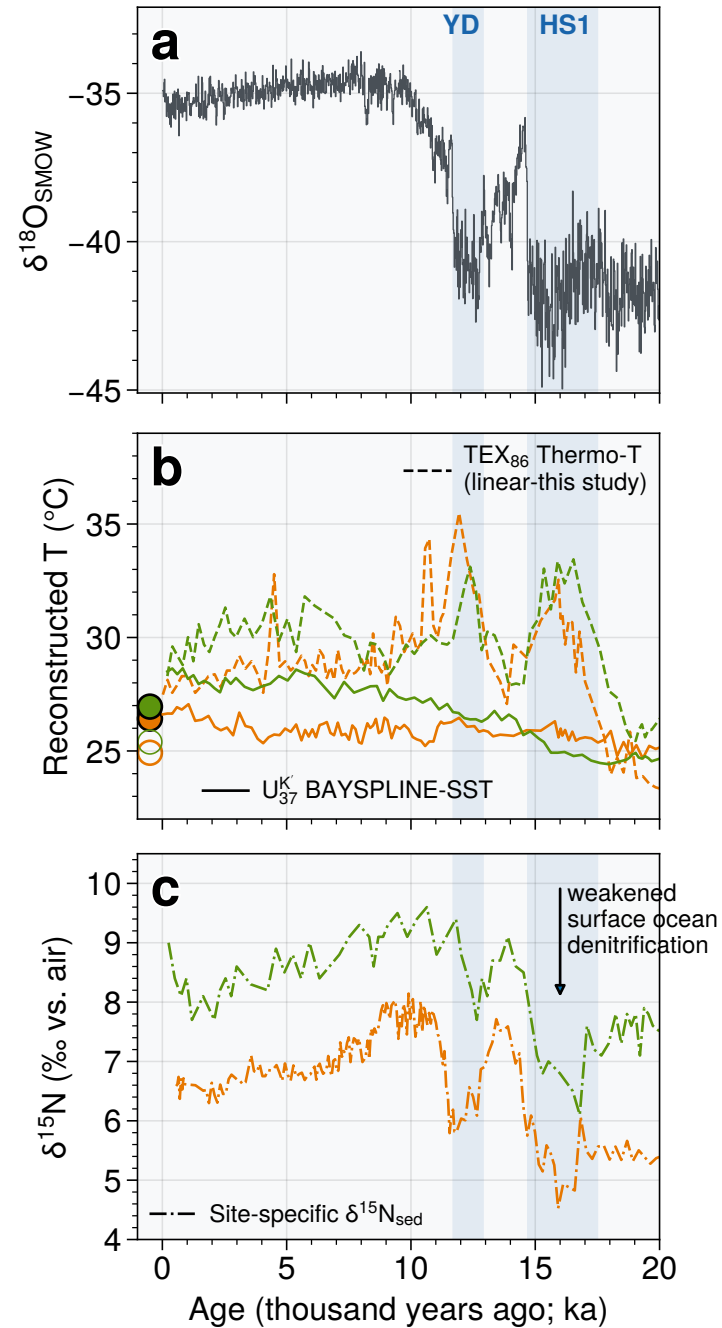 YD HS1
a
−35
−40
−45
δ¹⁸O_SMOW
b
TEX₈₆ Thermo-T
(linear-this study)
35
30
25
Reconstructed T (°C)
U₃₇^K′ BAYSPLINE-SST
c
weakened
surface ocean
denitrification
10
9
8
7
6
5
4
δ¹⁵N (‰ vs. air)
Site-specific δ¹⁵N_sed
0 5 10 15 20
Age (thousand years ago; ka)